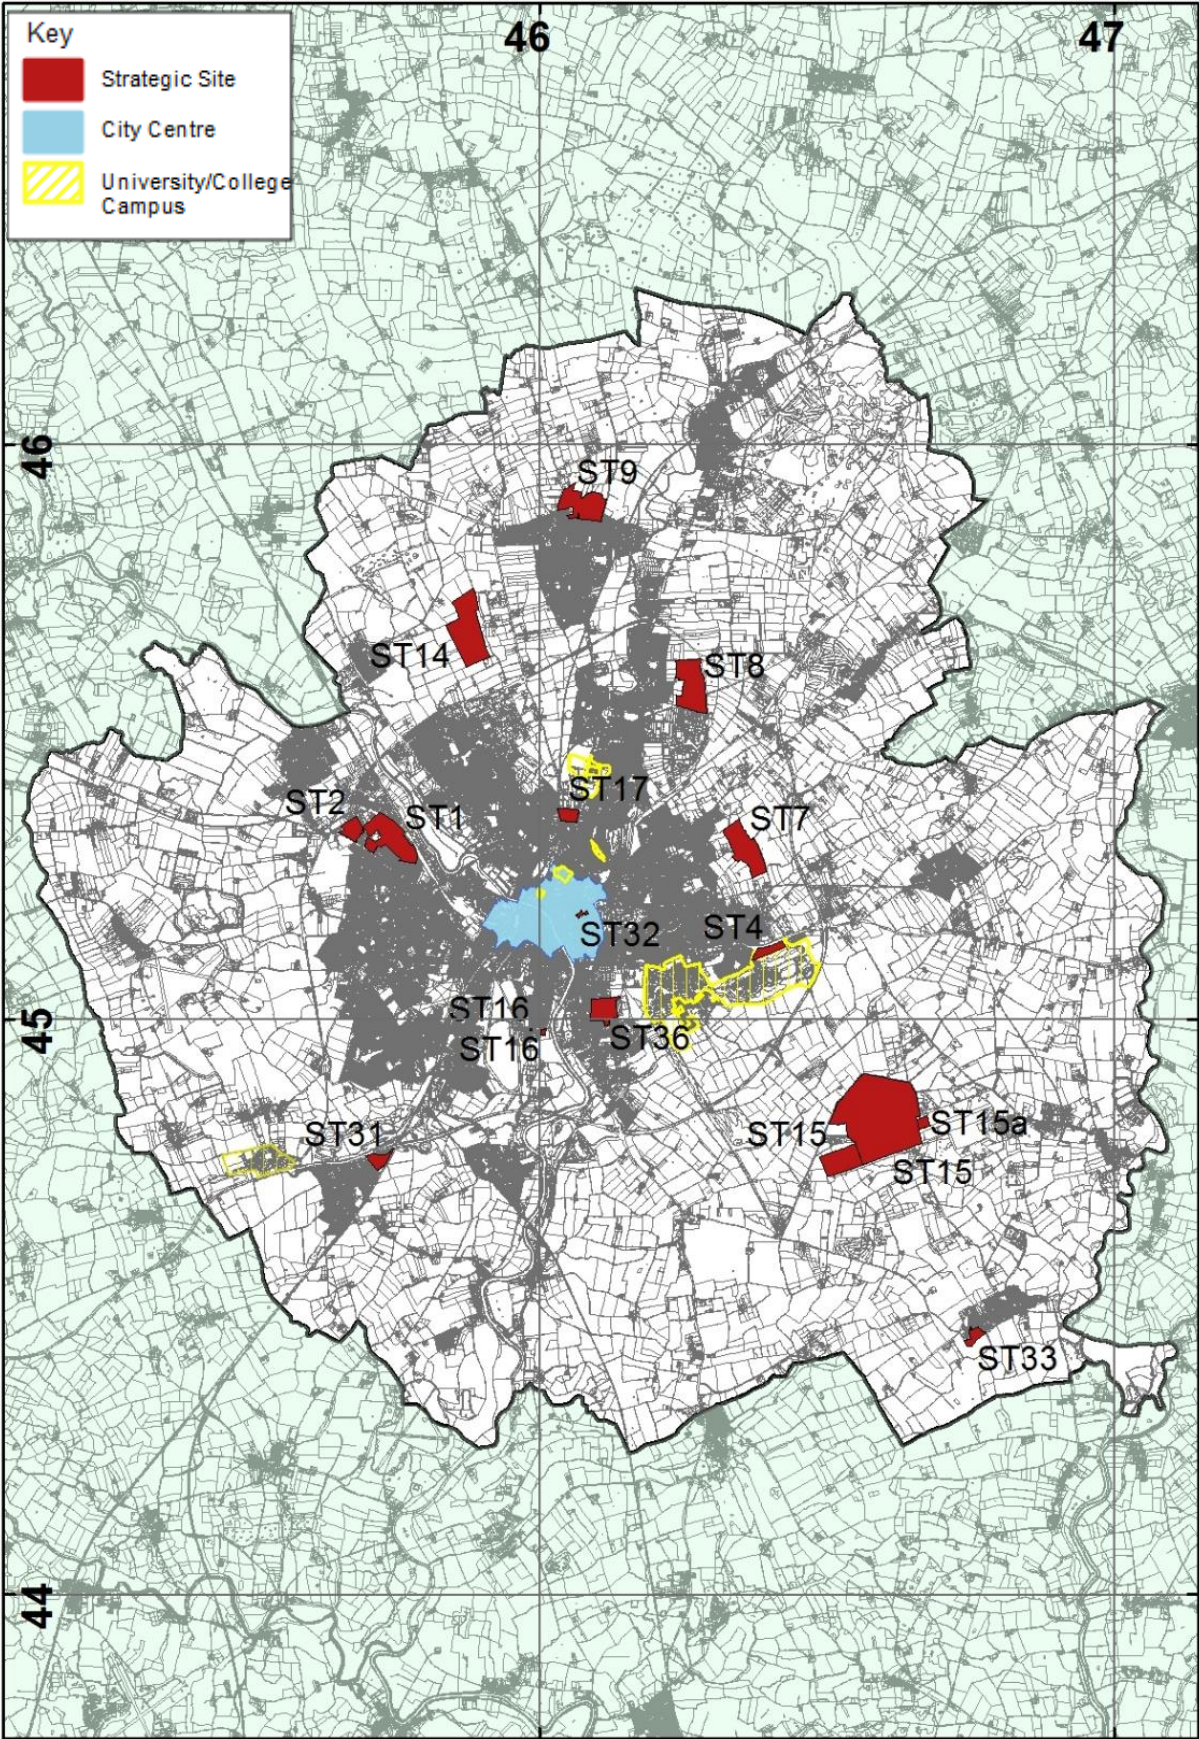 Key
Strategic Site
City Centre
University/College
Campus
46
47
46
ST9
ST14
ST8
ST17
ST2
ST1
ST7
ST32
ST4
ST16
45
ST36
ST16
ST31
ST15
ST15a
ST15
ST33
44